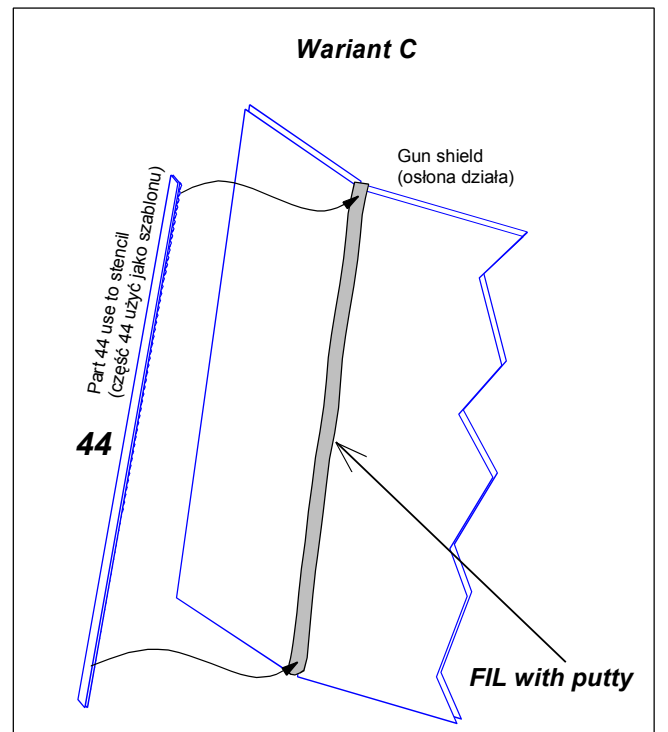 Wariant C
Gun shield
(osłona działa)
Part 44 use to stencil
(część 44 użyć jako szablonu)
44
FIL with putty